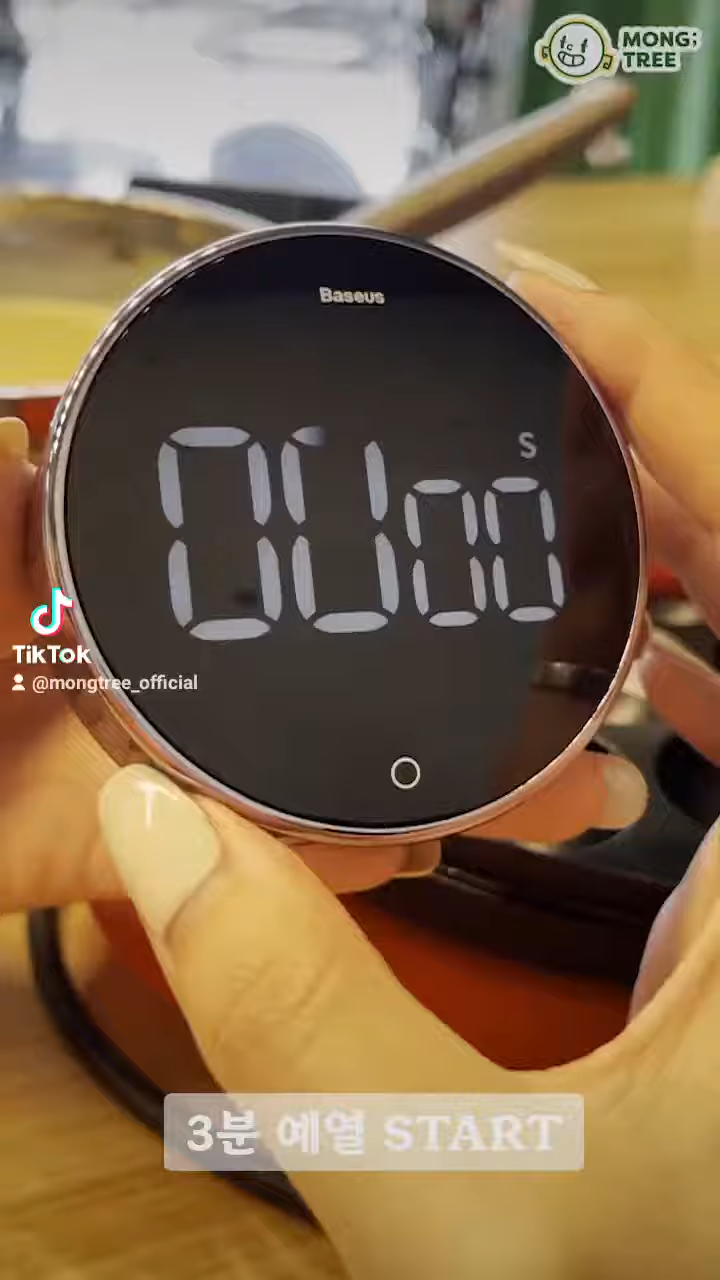 MONG;
TREE
Baseus
S
00 00
TikTok
@mongtree_official
3분 예열 START